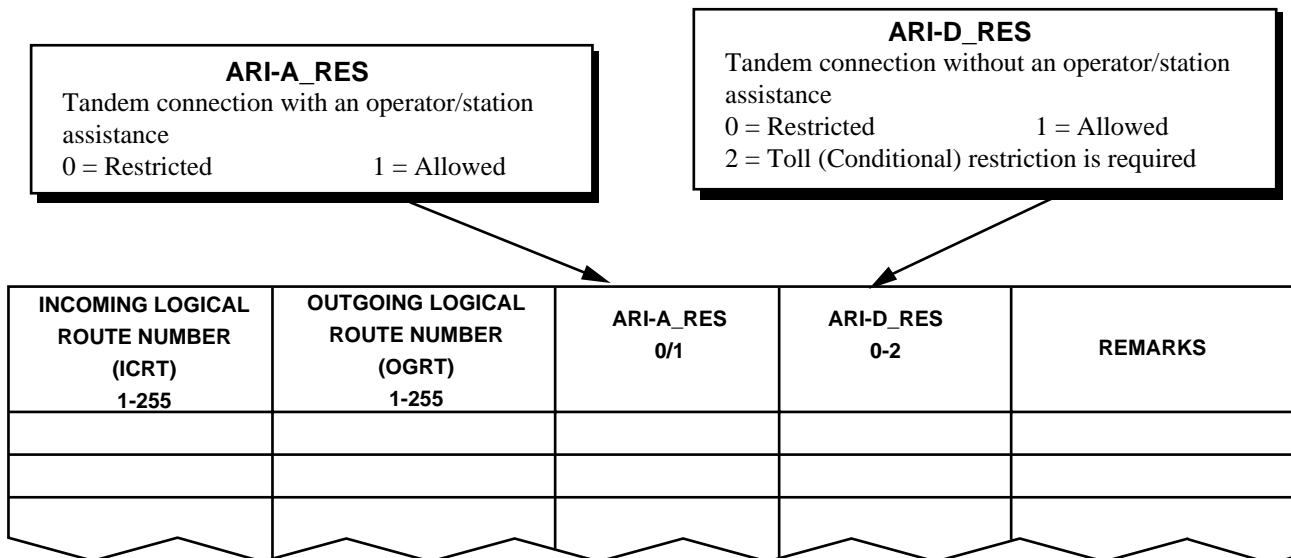 ARI-A_RES
Tandem connection with an operator/station
assistance
0 = Restricted 1 = Allowed
ARI-D_RES
Tandem connection without an operator/station
assistance
0 = Restricted 1 = Allowed
2 = Toll (Conditional) restriction is required
INCOMING LOGICAL
ROUTE NUMBER
(ICRT)
1-255
OUTGOING LOGICAL
ROUTE NUMBER
(OGRT)
1-255
ARI-A_RES
0/1
ARI-D_RES
0-2
REMARKS